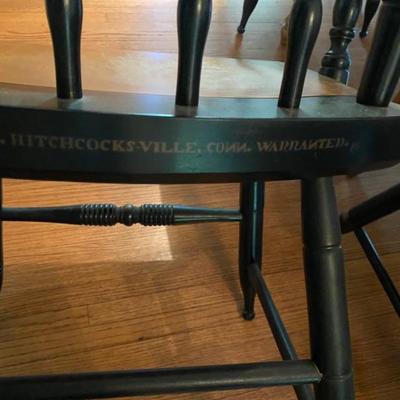 . HITCHCOCKS-VILLE, CONN. WARRANTED.